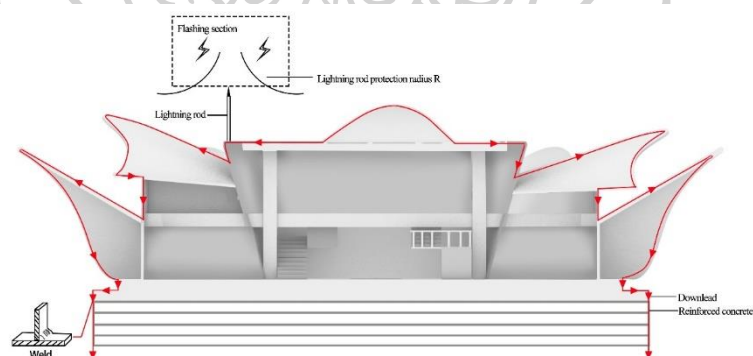 Flashing section
Lightning rod protection radius R
Lightning rod
Downlead
Reinforced concrete
Weld